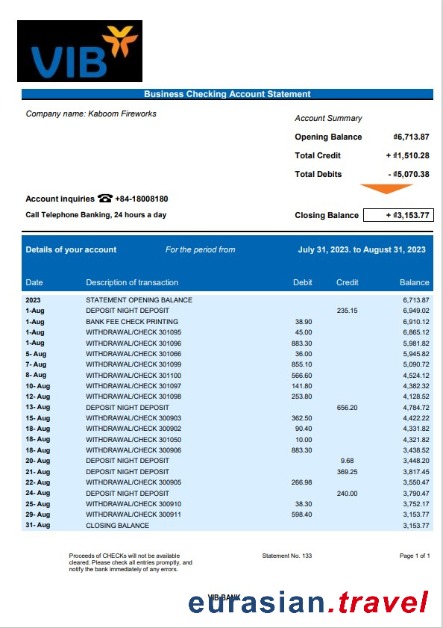 VIB
Business Checking Account Statement
Company name: Kaboom Fireworks
Account Summary
Opening Balance ₫6,713.87
Total Credit + ₫1,510.28
Total Debits - ₫5,070.38
Account inquiries ☎ +84-18008180
Call Telephone Banking, 24 hours a day
Closing Balance + ₫3,153.77
Details of your account For the period from July 31, 2023. to August 31, 2023
Date Description of transaction Debit Credit Balance
2023 STATEMENT OPENING BALANCE 6,713.87
1-Aug DEPOSIT NIGHT DEPOSIT 235.15 6,949.02
1-Aug BANK FEE CHECK PRINTING 38.90 6,910.12
1-Aug WITHDRAWAL/CHECK 301095 45.00 6,865.12
1-Aug WITHDRAWAL/CHECK 301096 883.30 5,981.82
5- Aug WITHDRAWAL/CHECK 301066 36.00 5,945.82
7- Aug WITHDRAWAL/CHECK 301099 855.10 5,090.72
8- Aug WITHDRAWAL/CHECK 301100 566.60 4,524.12
10- Aug WITHDRAWAL/CHECK 301097 141.80 4,382.32
12- Aug WITHDRAWAL/CHECK 301098 253.80 4,128.52
13- Aug DEPOSIT NIGHT DEPOSIT 656.20 4,784.72
15- Aug WITHDRAWAL/CHECK 300903 362.50 4,422.22
18- Aug WITHDRAWAL/CHECK 300902 90.40 4,331.82
18- Aug WITHDRAWAL/CHECK 301050 10.00 4,321.82
18- Aug WITHDRAWAL/CHECK 300906 883.30 3,438.52
20- Aug DEPOSIT NIGHT DEPOSIT 9.68 3,448.20
21- Aug DEPOSIT NIGHT DEPOSIT 369.25 3,817.45
22- Aug WITHDRAWAL/CHECK 300905 266.98 3,550.47
24- Aug DEPOSIT NIGHT DEPOSIT 240.00 3,790.47
25- Aug WITHDRAWAL/CHECK 300910 38.30 3,752.17
29- Aug WITHDRAWAL/CHECK 300911 598.40 3,153.77
31- Aug CLOSING BALANCE 3,153.77
Proceeds of CHECKs will not be available Statement No. 133 Page 1 of 1
cleared. Please check all entries promptly, and
notify the bank immediately of any errors.
VIB BANK
eurasian.travel